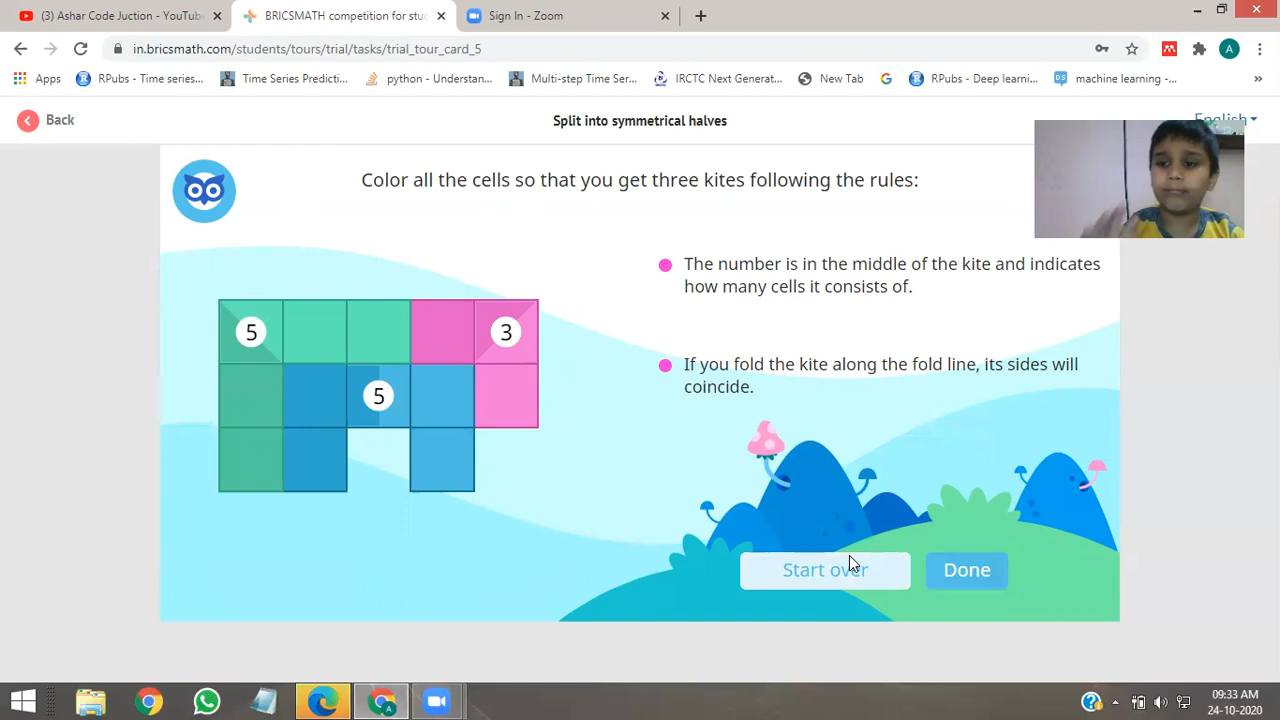 (3) Ashar Code Juction - YouTub
BRICSMATH competition for stud
Sign In - Zoom
in.bricsmath.com/students/tours/trial/tasks/trial_tour_card_5
Apps
RPubs - Time series...
Time Series Predicti...
python - Understan...
Multi-step Time Ser...
IRCTC Next Generat...
New Tab
RPubs - Deep learni...
machine learning -...
»
A
Back
Split into symmetrical halves
English
Color all the cells so that you get three kites following the rules:
The number is in the middle of the kite and indicates
how many cells it consists of.
5
3
If you fold the kite along the fold line, its sides will
coincide.
5
Start over
Done
09:33 AM
24-10-2020